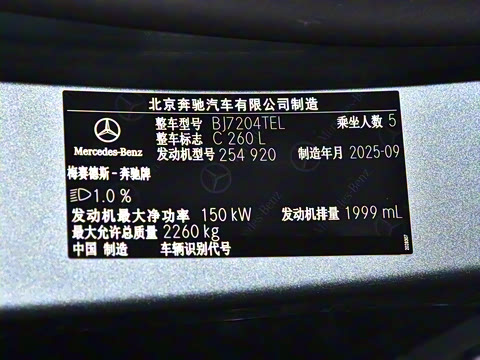 北京奔驰汽车有限公司制造
整车型号 BJ7204TEL 乘坐人数 5
整车标志 C 260 L
Mercedes-Benz 发动机型号 254 920 制造年月 2025-09
梅赛德斯-奔驰牌
1.0 %
发动机最大净功率 150 kW 发动机排量 1999 mL
最大允许总质量 2260 kg
中国 制造 车辆识别代号